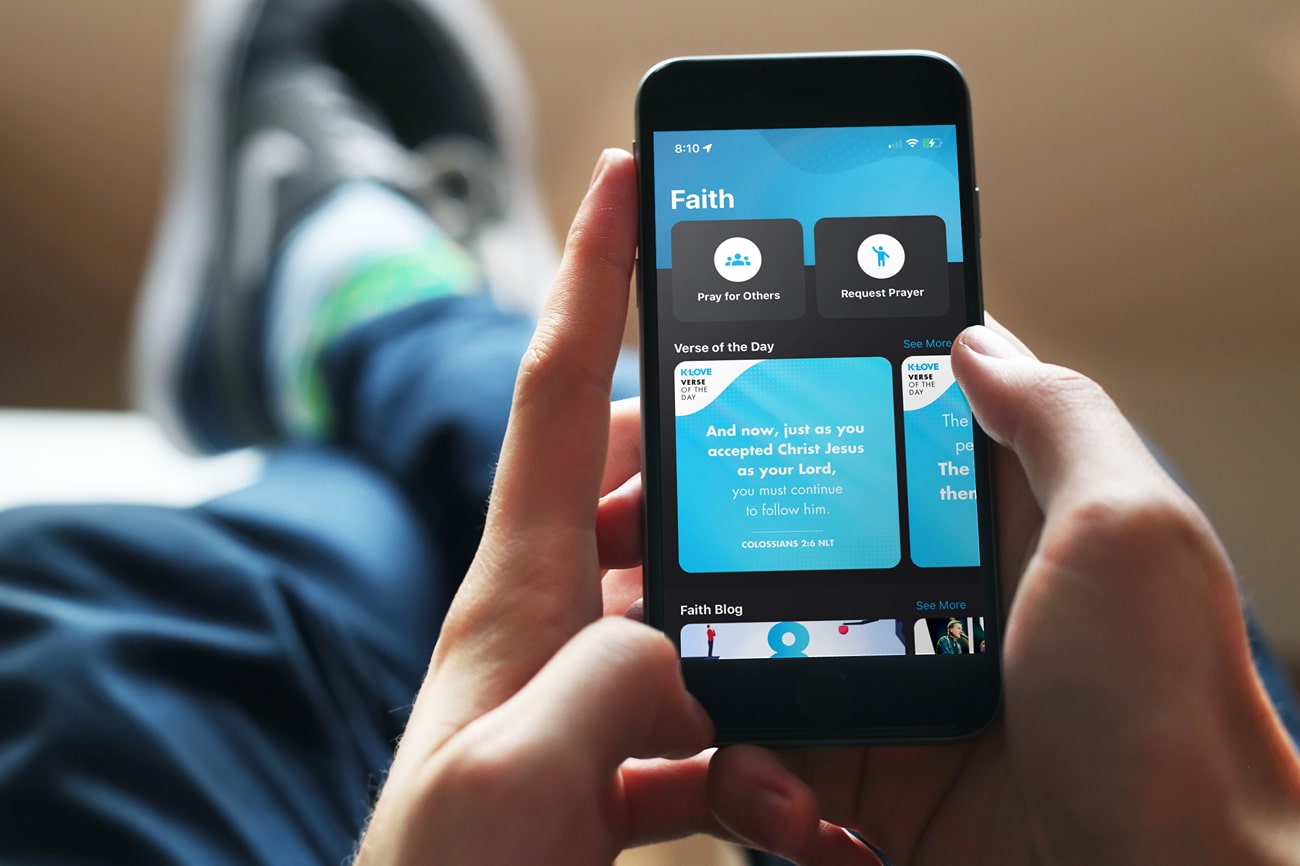 8:10
Faith
Pray for Others
Request Prayer
Verse of the Day
See More
K-LOVE
VERSE
OF THE
DAY
And now, just as you
accepted Christ Jesus
as your Lord,
you must continue
to follow him.
COLOSSIANS 2:6 NLT
K-LOVE
VERSE
OF THE
DAY
The
The
Faith Blog
See More
8